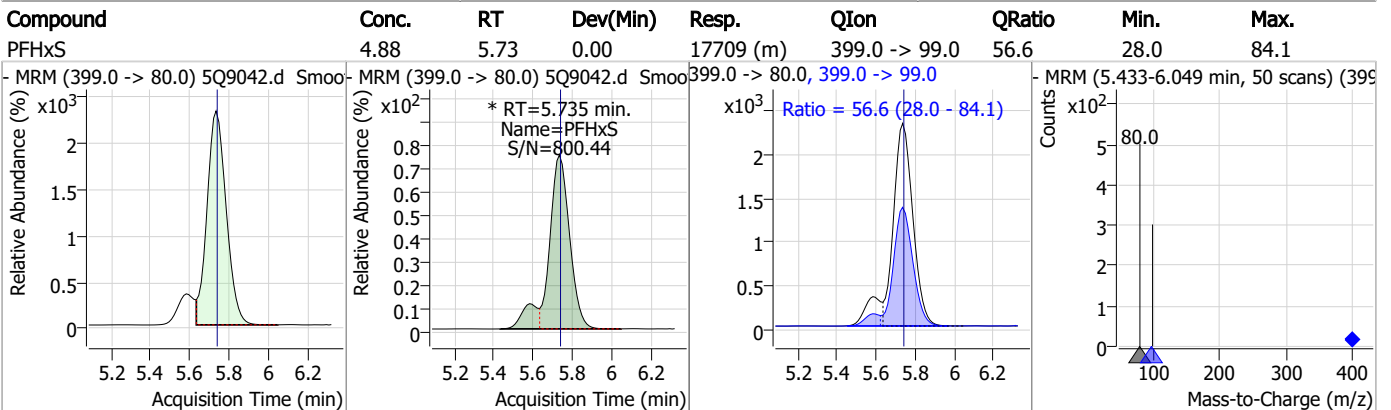 Compound Conc. RT Dev(Min) Resp. QIon QRatio Min. Max.
PFHxS 4.88 5.73 0.00 17709 (m) 399.0 -> 99.0 56.6 28.0 84.1
- MRM (399.0 -> 80.0) 5Q9042.d Smoo
Relative Abundance (%)
x10³
2
1.5
1
0.5
0
5.2 5.4 5.6 5.8 6 6.2
Acquisition Time (min)
- MRM (399.0 -> 80.0) 5Q9042.d Smoo
Relative Abundance (%)
x10²
* RT=5.735 min.
Name=PFHxS
S/N=800.44
0.8
0.7
0.6
0.5
0.4
0.3
0.2
0.1
0
5.2 5.4 5.6 5.8 6 6.2
Acquisition Time (min)
399.0 -> 80.0, 399.0 -> 99.0
x10³
Ratio = 56.6 (28.0 - 84.1)
2
1.5
1
0.5
0
5.2 5.4 5.6 5.8 6 6.2
Acquisition Time (min)
- MRM (5.433-6.049 min, 50 scans) (399
Counts
x10²
80.0
5
4
3
2
1
0
100 200 300 400
Mass-to-Charge (m/z)